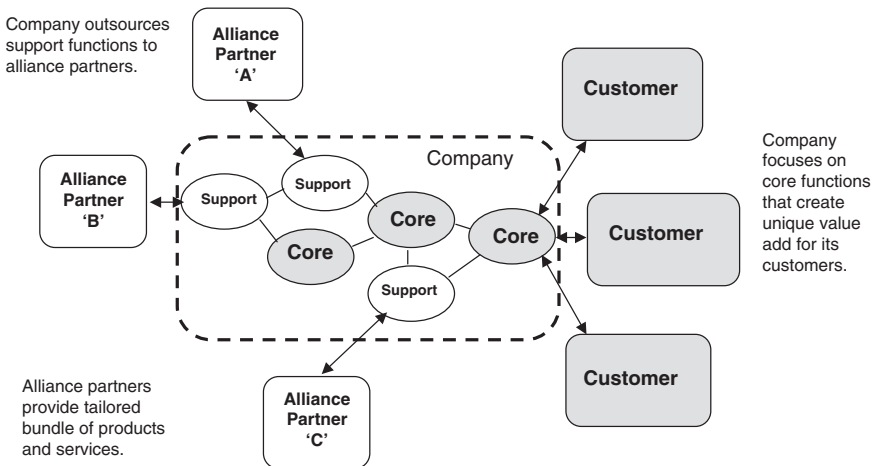 Company outsources
support functions to
alliance partners.
Alliance
Partner
‘A’
Customer
Company
Company
focuses on
core functions
that create
unique value
add for its
customers.
Alliance
Partner
‘B’
Support
Support
Core
Core
Core
Customer
Support
Alliance partners
provide tailored
bundle of products
and services.
Alliance
Partner
‘C’
Customer